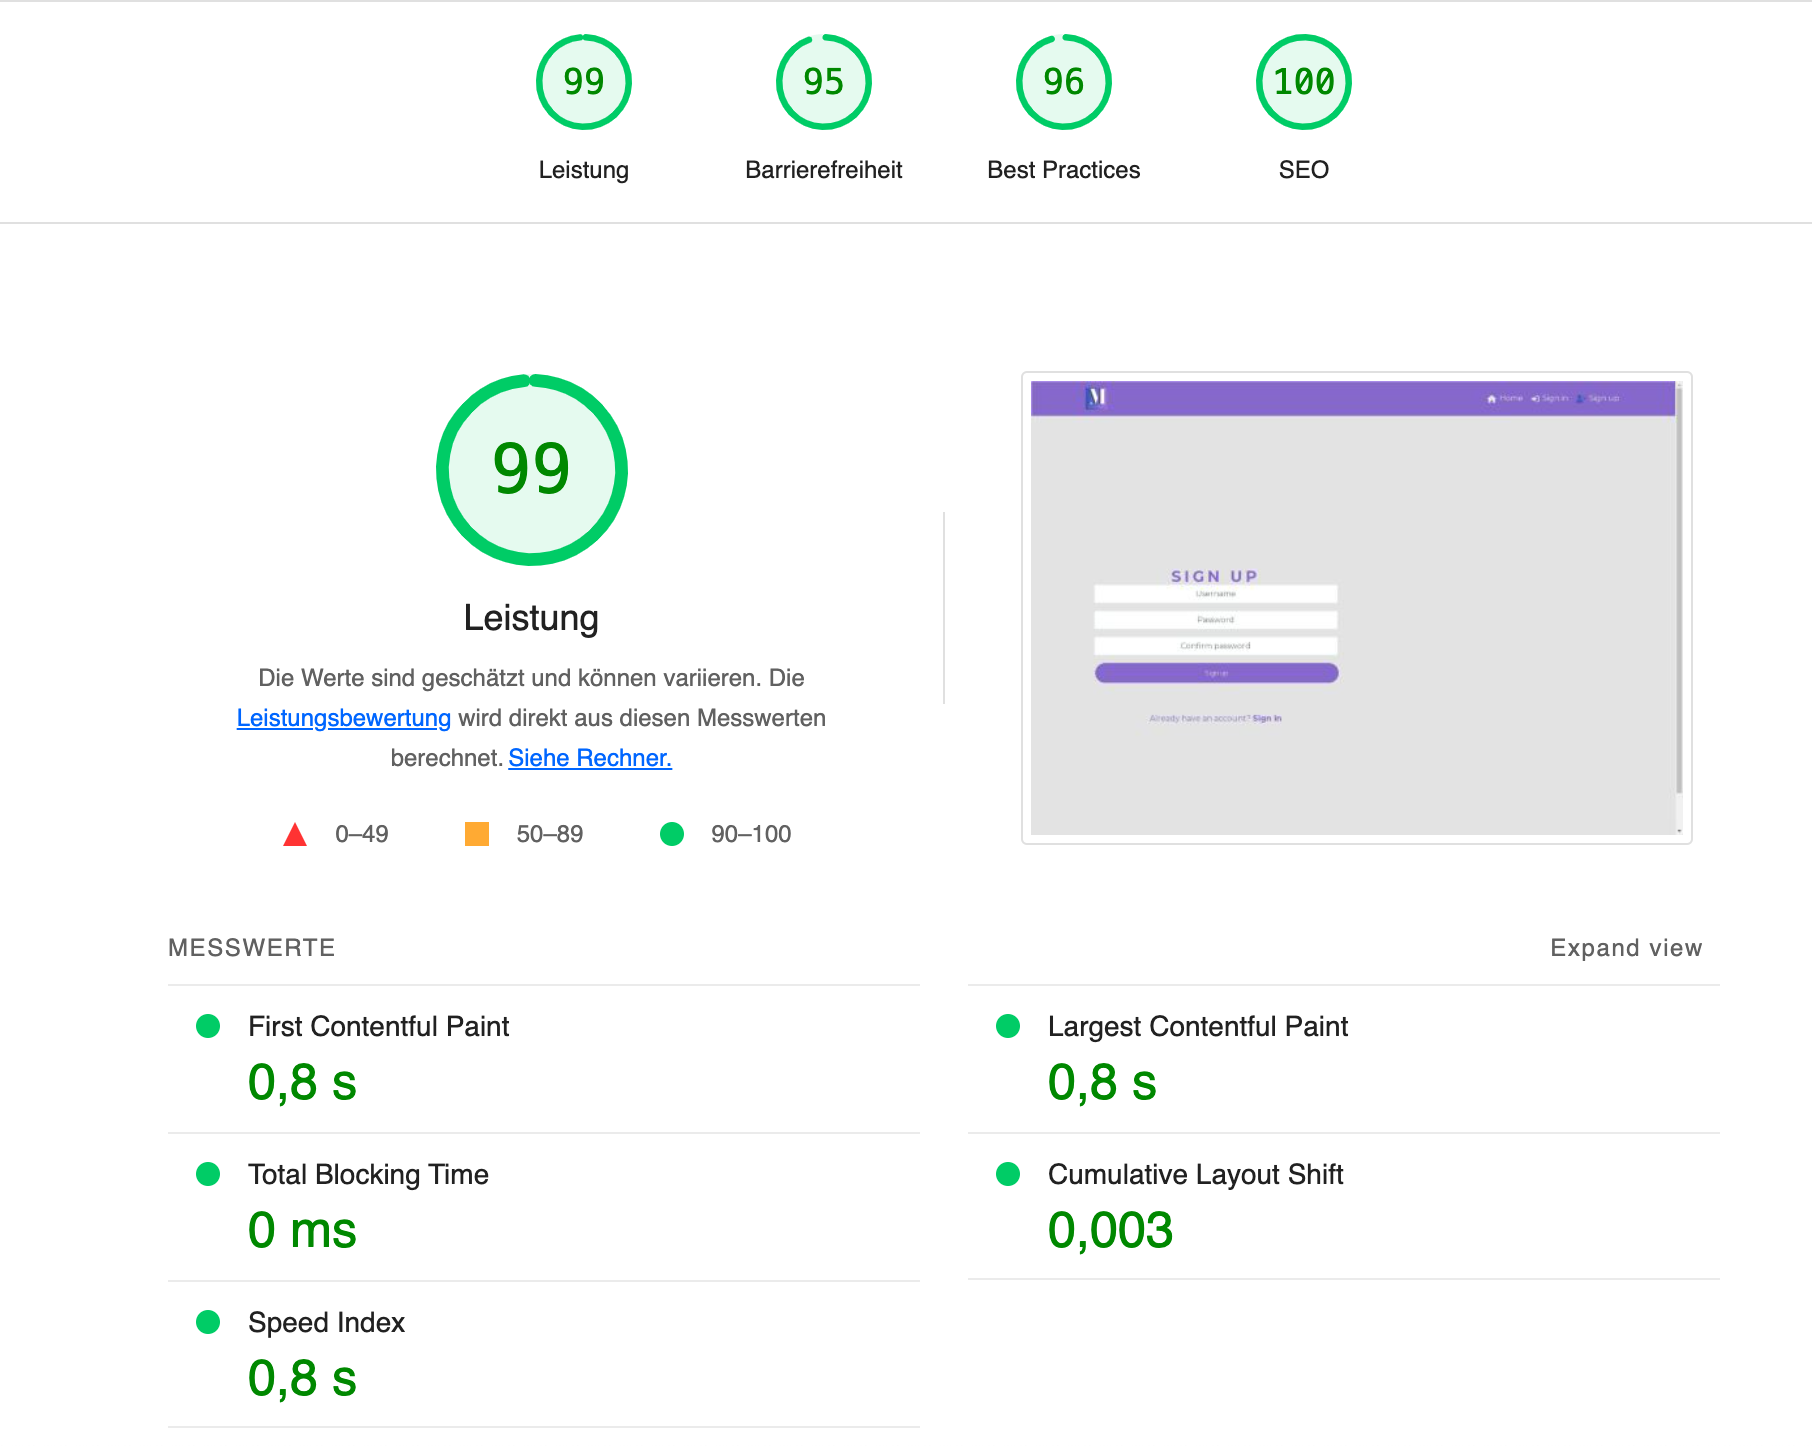 99
95
96
100
Leistung
Barrierefreiheit
Best Practices
SEO
99
Leistung
Die Werte sind geschätzt und können variieren. Die
Leistungsbewertung wird direkt aus diesen Messwerten
berechnet. Siehe Rechner.
0–49
50–89
90–100
M
Home
Sign in
Sign up
SIGN UP
Username
Password
Confirm password
Sign up
Already have an account? Sign In
MESSWERTE
Expand view
First Contentful Paint
0,8 s
Largest Contentful Paint
0,8 s
Total Blocking Time
0 ms
Cumulative Layout Shift
0,003
Speed Index
0,8 s